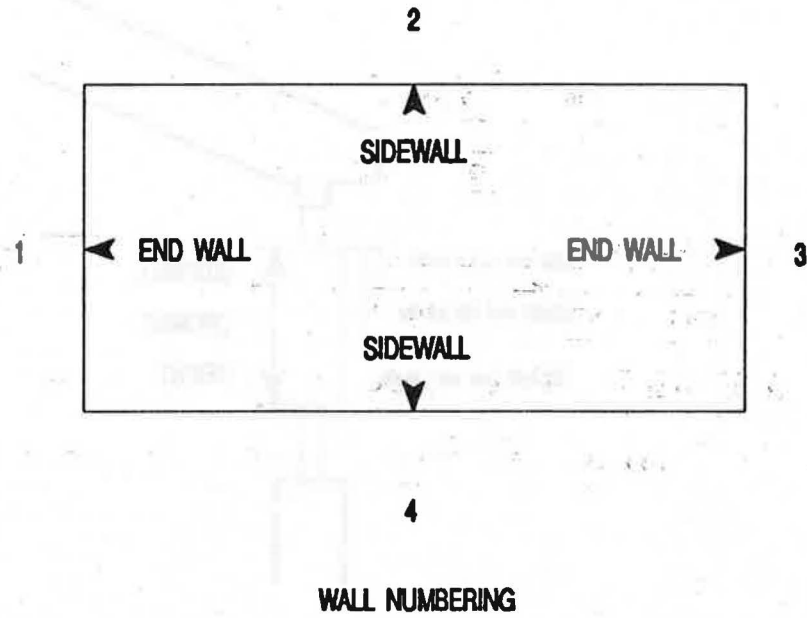 2
SIDEWALL
1 END WALL END WALL 3
SIDEWALL
4
WALL NUMBERING